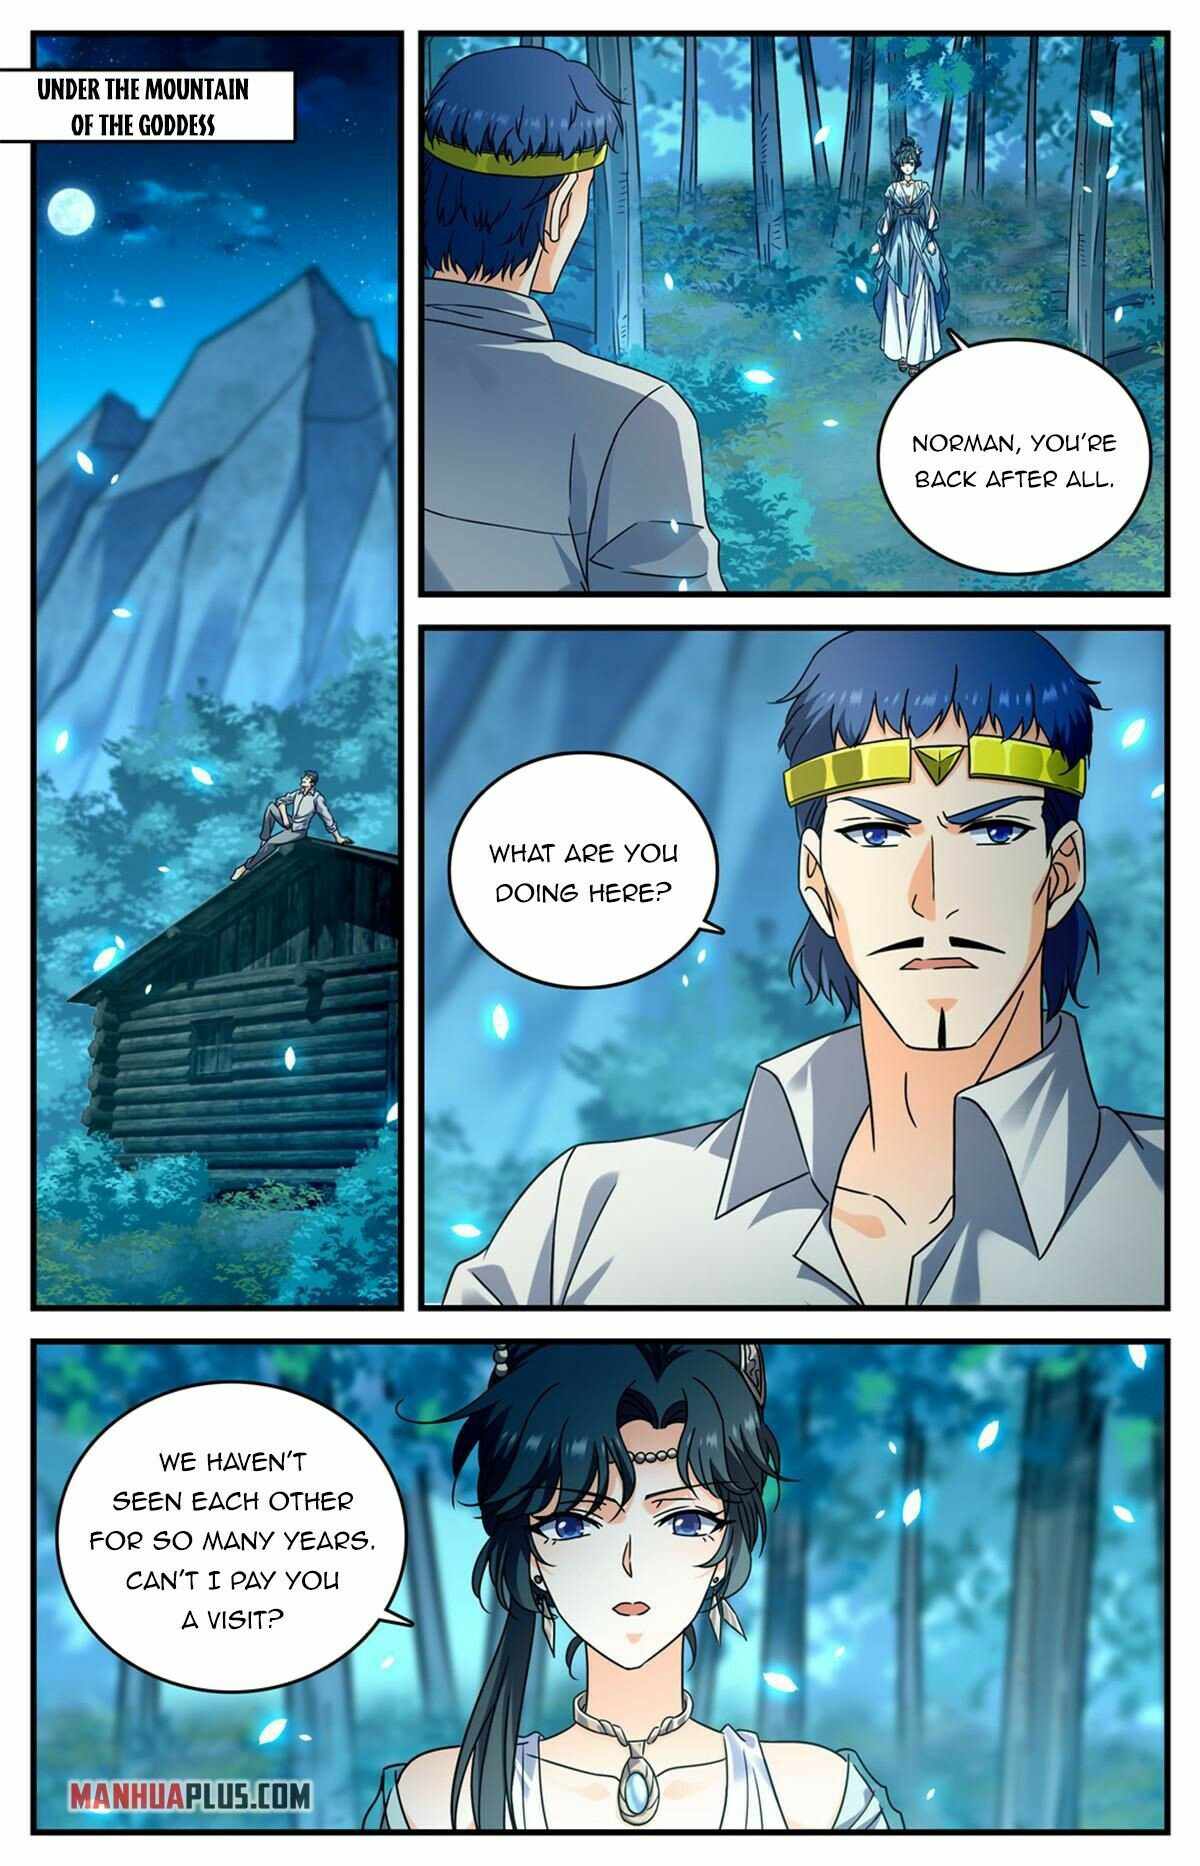 UNDER THE MOUNTAIN
OF THE GODDESS
NORMAN, YOU'RE
BACK AFTER ALL.
WHAT ARE YOU
DOING HERE?
WE HAVEN'T
SEEN EACH OTHER
FOR SO MANY YEARS.
CAN'T I PAY YOU
A VISIT?
MANHUAPLUS.COM